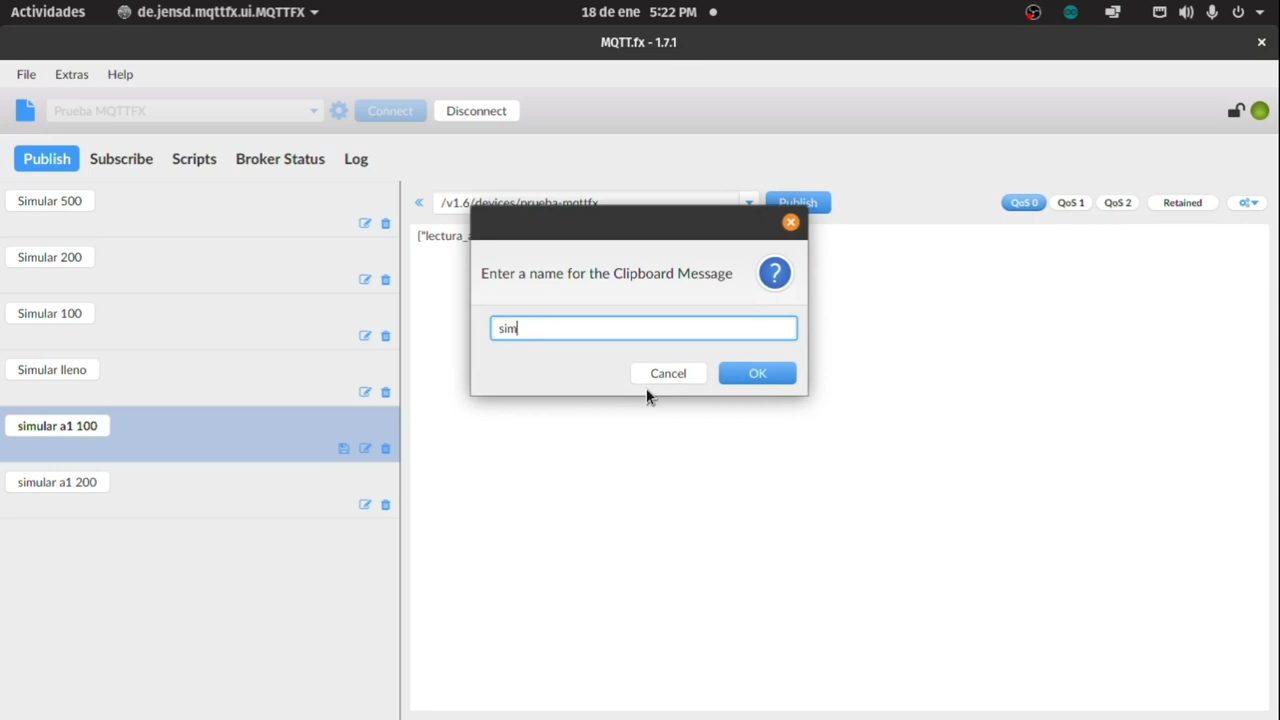 Actividades
de.jensd.mqttfx.ui.MQTTFX
18 de ene 5:22 PM
MQTT.fx - 1.7.1
File Extras Help
Prueba MQTTFX
Connect
Disconnect
Publish
Subscribe
Scripts
Broker Status
Log
Simular 500
Simular 200
Simular 100
Simular lleno
simular a1 100
simular a1 200
/v1.6/devices/prueba-mqttfx
Publish
QoS 0
QoS 1
QoS 2
Retained
{"lectura_
Enter a name for the Clipboard Message
?
sim
Cancel
OK